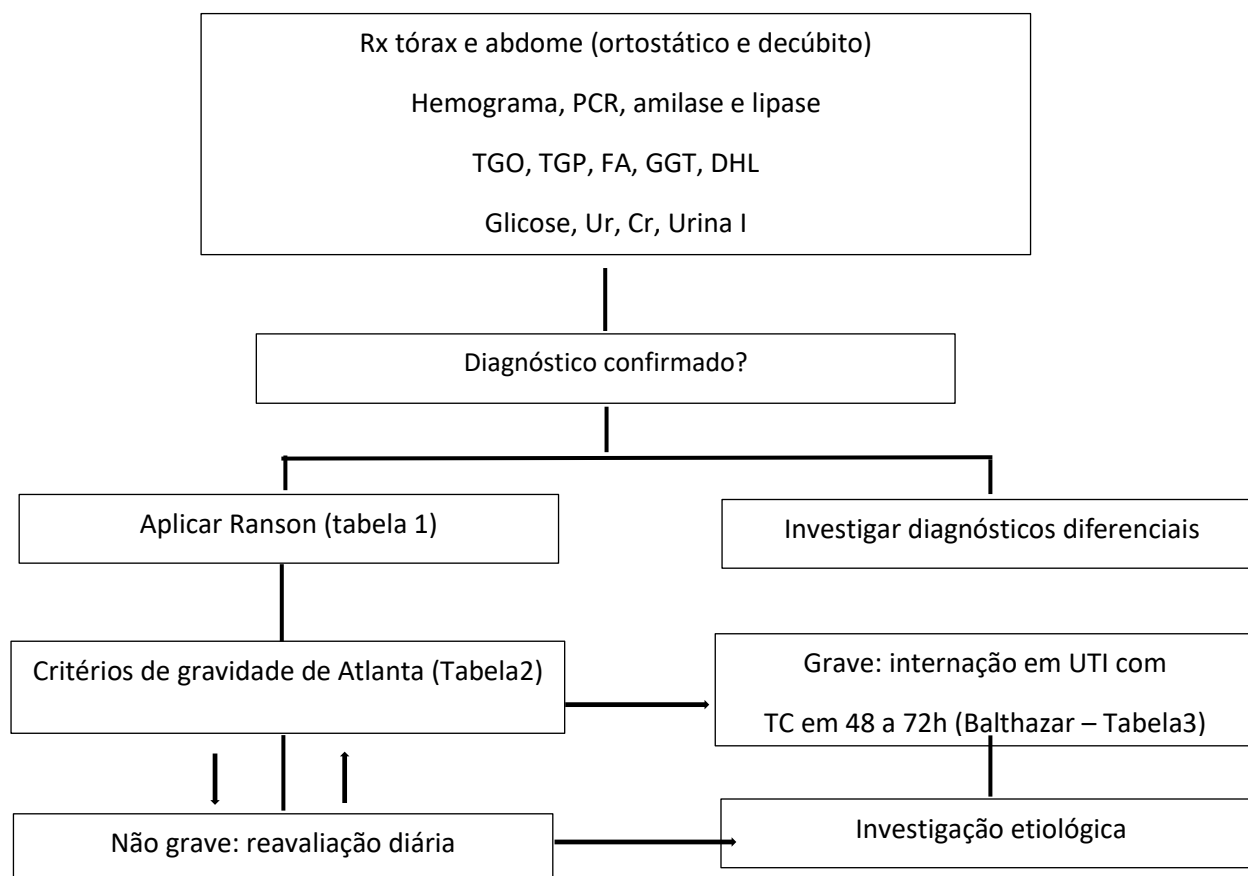 Rx tórax e abdome (ortostático e decúbito)
Hemograma, PCR, amilase e lipase
TGO, TGP, FA, GGT, DHL
Glicose, Ur, Cr, Urina I
Diagnóstico confirmado?
Aplicar Ranson (tabela 1)
Investigar diagnósticos diferenciais
Critérios de gravidade de Atlanta (Tabela2)
Grave: internação em UTI com
TC em 48 a 72h (Balthazar – Tabela3)
Não grave: reavaliação diária
Investigação etiológica